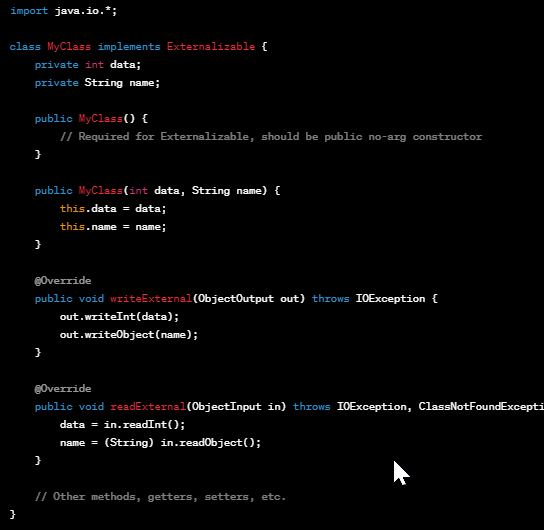 import java.io.*;
class MyClass implements Externalizable {
private int data;
private String name;
public MyClass() {
// Required for Externalizable, should be public no-arg constructor
}
public MyClass(int data, String name) {
this.data = data;
this.name = name;
}
@Override
public void writeExternal(ObjectOutput out) throws IOException {
out.writeInt(data);
out.writeObject(name);
}
@Override
public void readExternal(ObjectInput in) throws IOException, ClassNotFoundExcepti
data = in.readInt();
name = (String) in.readObject();
}
// Other methods, getters, setters, etc.
}